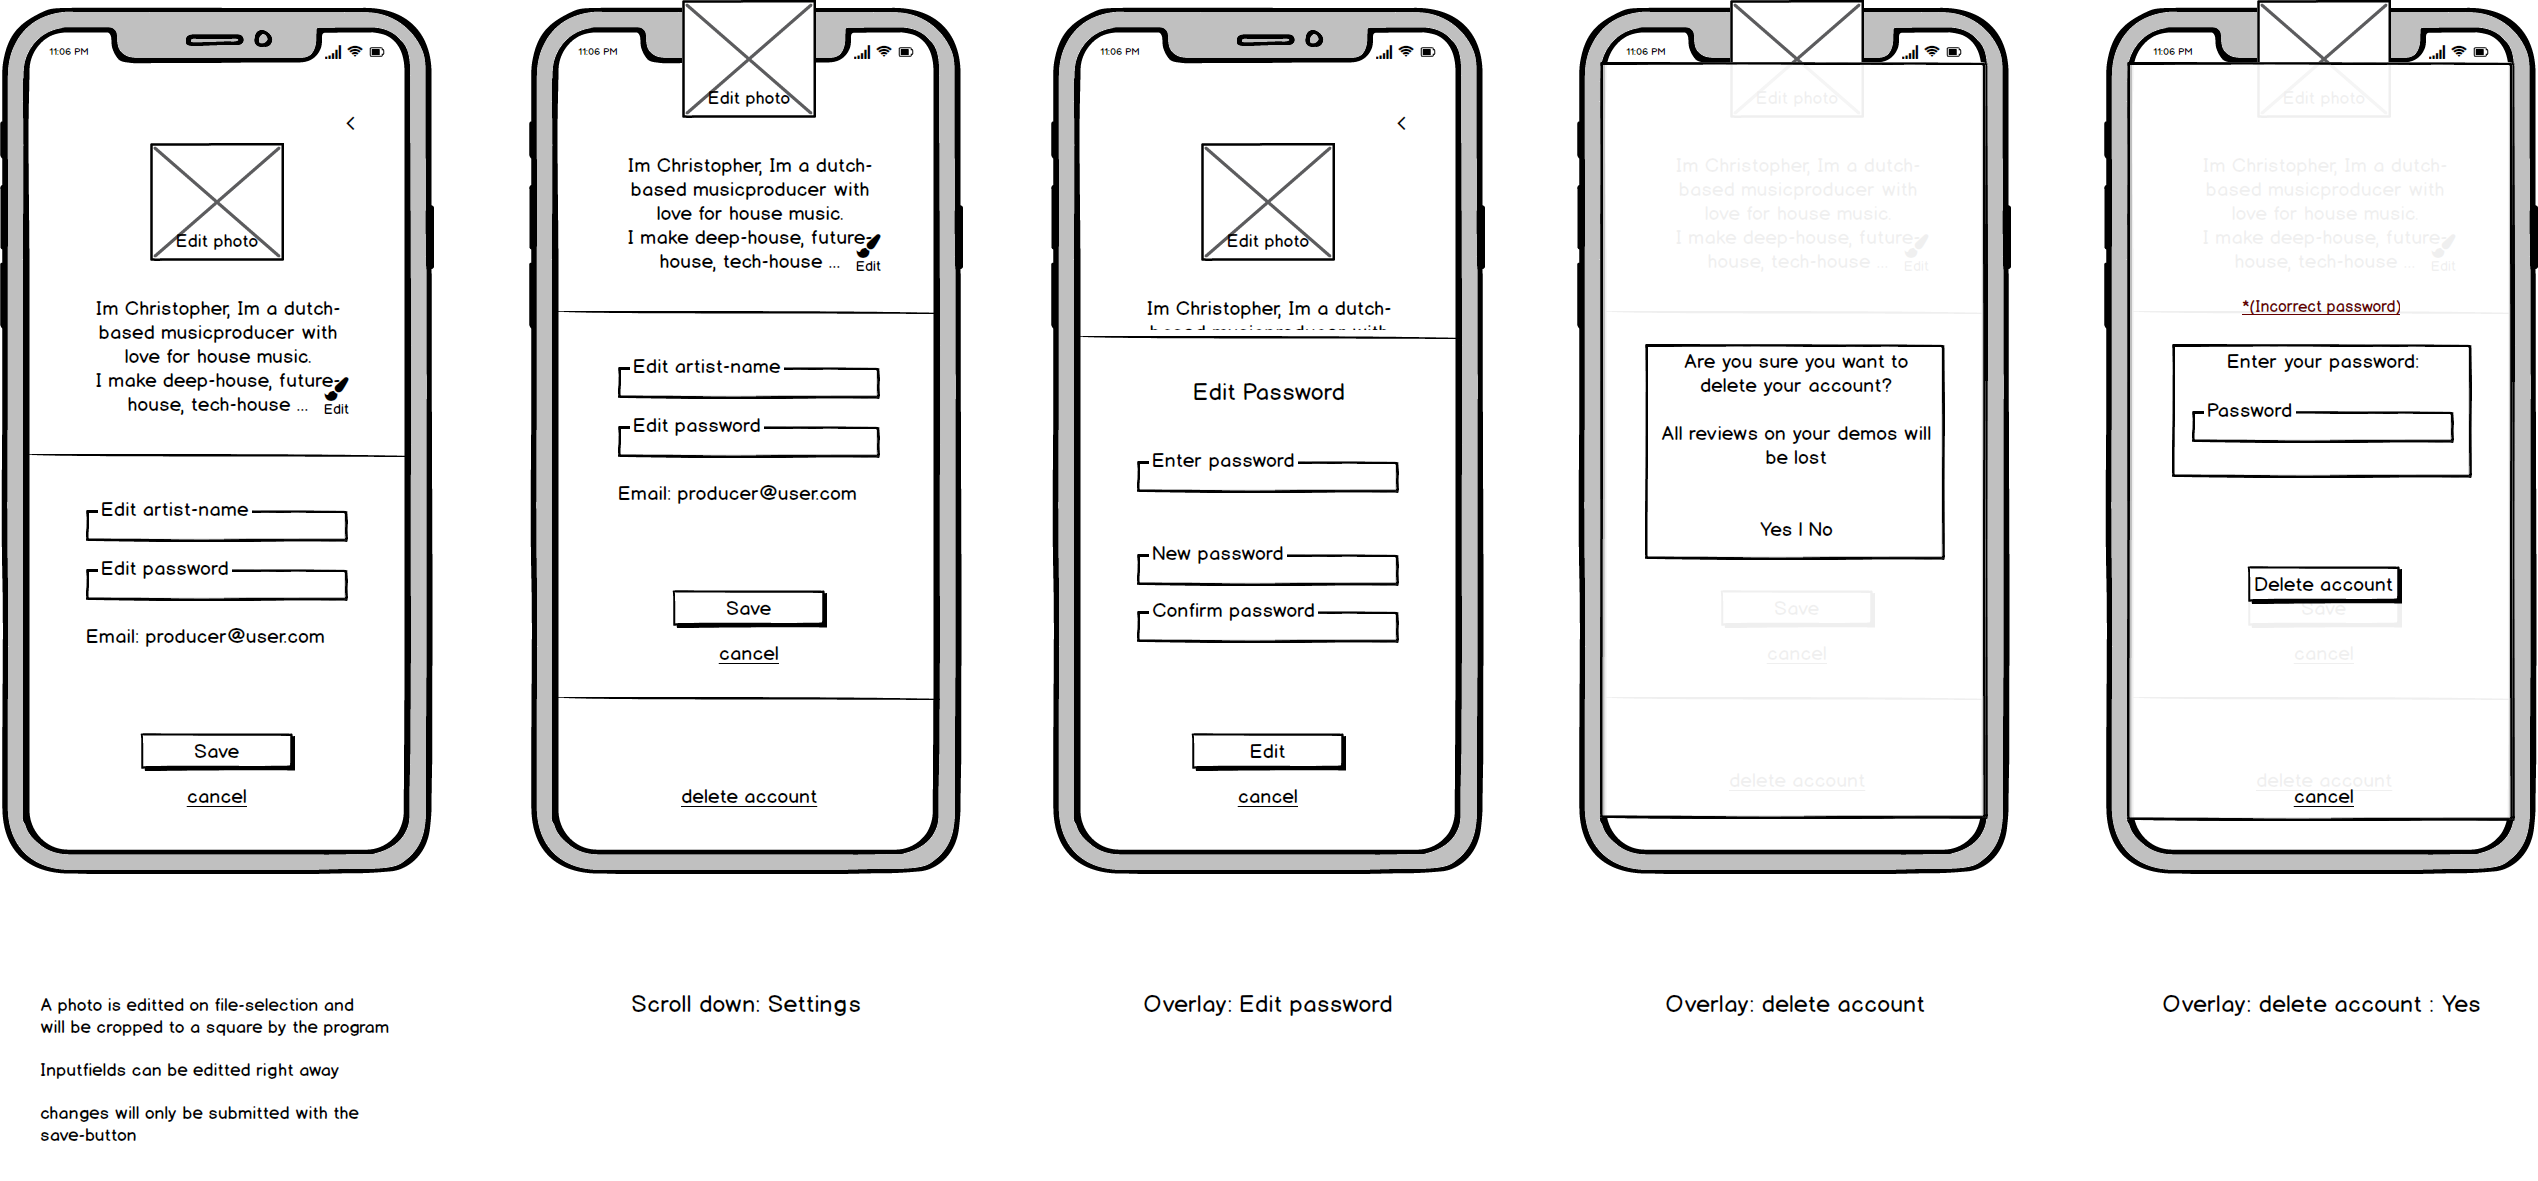 11:06 PM
Edit photo
Im Christopher, Im a dutch-
based musicproducer with
love for house music.
I make deep-house, future-
house, tech-house ...
Edit
Edit artist-name
Edit password
Email: producer@user.com
Save
cancel
A photo is editted on file-selection and
will be cropped to a square by the program
Inputfields can be editted right away
changes will only be submitted with the
save-button
11:06 PM
Edit photo
Im Christopher, Im a dutch-
based musicproducer with
love for house music.
I make deep-house, future-
house, tech-house ...
Edit
Edit artist-name
Edit password
Email: producer@user.com
Save
cancel
delete account
Scroll down: Settings
11:06 PM
Edit photo
Im Christopher, Im a dutch-
based musicproducer with
Edit Password
Enter password
New password
Confirm password
Edit
cancel
Overlay: Edit password
11:06 PM
Edit photo
Im Christopher, Im a dutch-
based musicproducer with
love for house music.
I make deep-house, future-
house, tech-house ...
Edit
Are you sure you want to
delete your account?
All reviews on your demos will
be lost
Yes | No
Save
cancel
delete account
Overlay: delete account
11:06 PM
Edit photo
Im Christopher, Im a dutch-
based musicproducer with
love for house music.
I make deep-house, future-
house, tech-house ...
Edit
*(Incorrect password)
Enter your password:
Password
Delete account
Save
cancel
delete account
cancel
Overlay: delete account : Yes